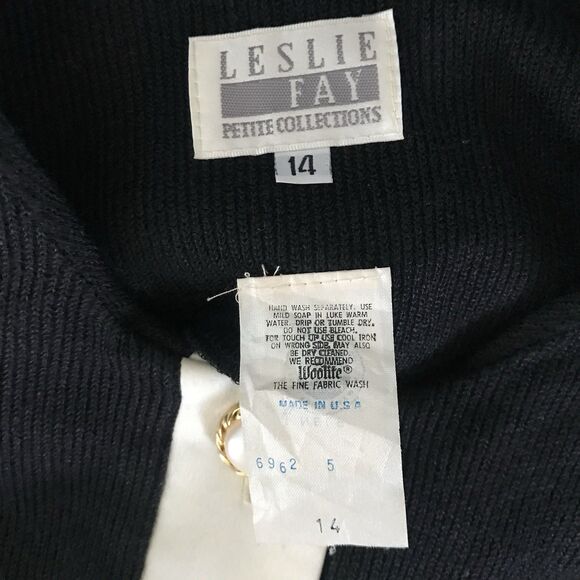 LESLIE
FAY
PETITE COLLECTIONS
14
HAND WASH SEPARATELY. USE
MILD SOAP IN LUKE WARM
WATER. DRIP OR TUMBLE DRY.
DO NOT USE BLEACH.
FOR TOUCH UP USE COOL IRON
ON WRONG SIDE. MAY ALSO
BE DRY CLEANED.
WE RECOMMEND
Woolite®
THE FINE FABRIC WASH
MADE IN U.S.A
6962 5
14